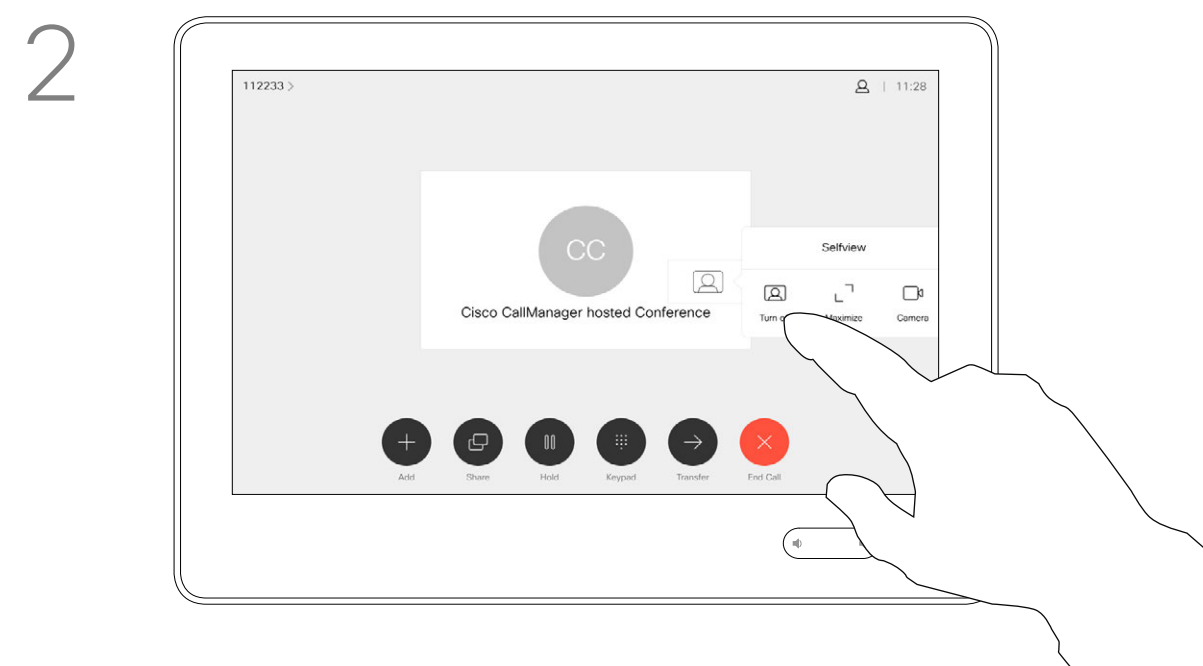 2
112233 >
11:28
CC
Cisco CallManager hosted Conference
Selfview
Turn
Maximize
Camera
Add
Share
Hold
Keypad
Transfer
End Call